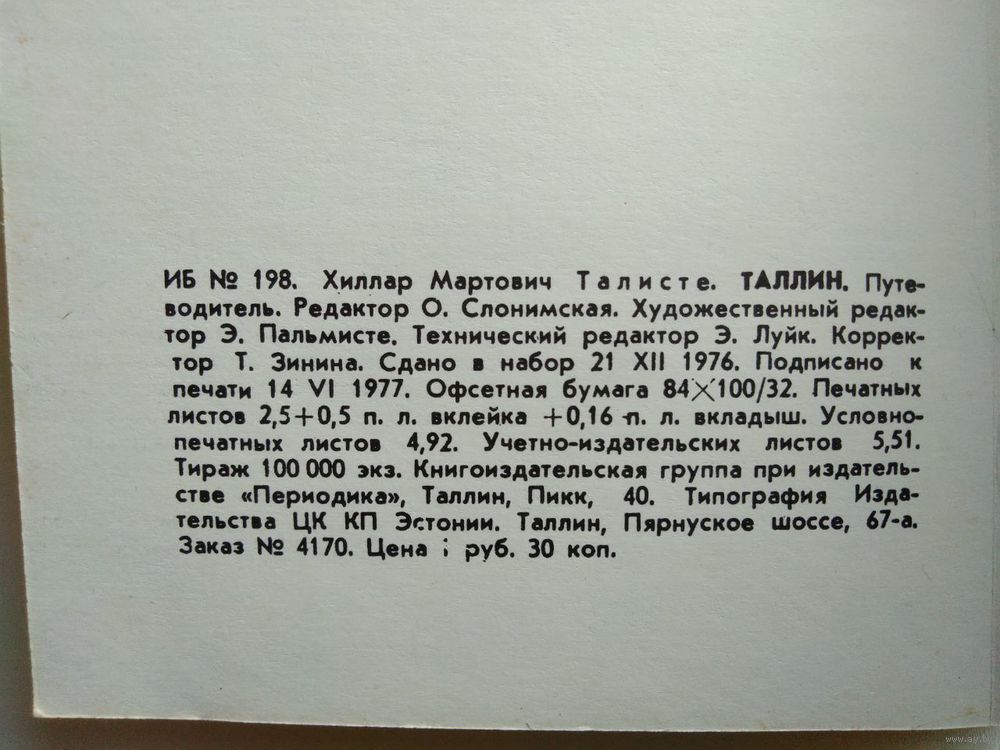 ИБ № 198. Хиллар Мартович Талисте. ТАЛЛИН. Путе-
водитель. Редактор О. Слонимская. Художественный редак-
тор Э. Пальмисте. Технический редактор Э. Луйк. Коррек-
тор Т. Зинина. Сдано в набор 21 XII 1976. Подписано к
печати 14 VI 1977. Офсетная бумага 84×100/32. Печатных
листов 2,5+0,5 п. л. вклейка +0,16 п. л. вкладыш. Условно-
печатных листов 4,92. Учетно-издательских листов 5,51.
Тираж 100 000 экз. Книгоиздательская группа при издатель-
стве «Периодика», Таллин, Пикк, 40. Типография Изда-
тельства ЦК КП Эстонии. Таллин, Пярнуское шоссе, 67-а.
Заказ № 4170. Цена 1 руб. 30 коп.
www.ay.by